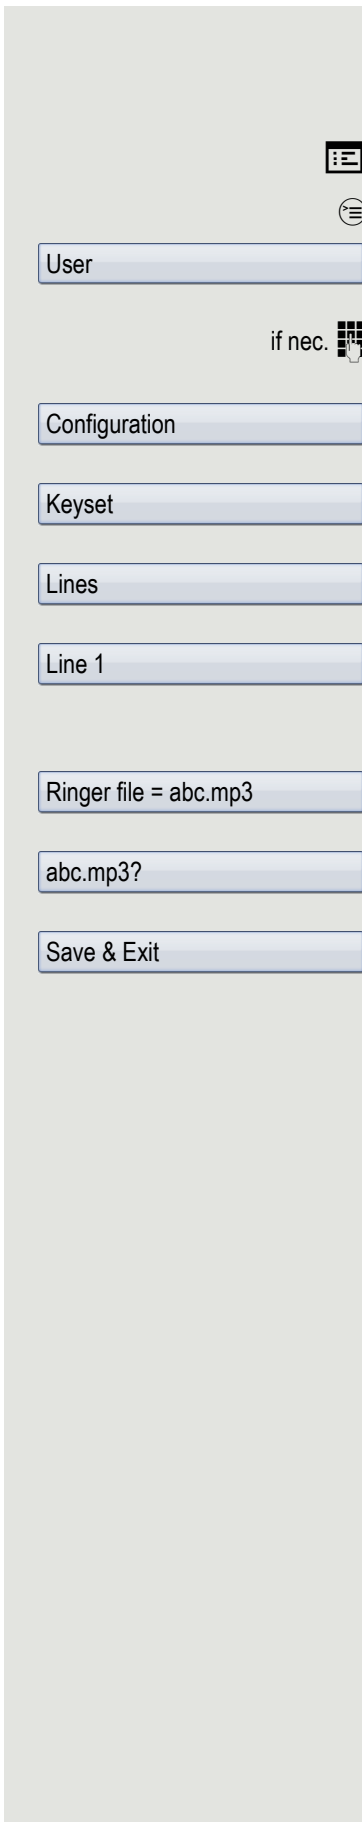 User
if nec.
Configuration
Keyset
Lines
Line 1
Ringer file = abc.mp3
abc.mp3?
Save & Exit